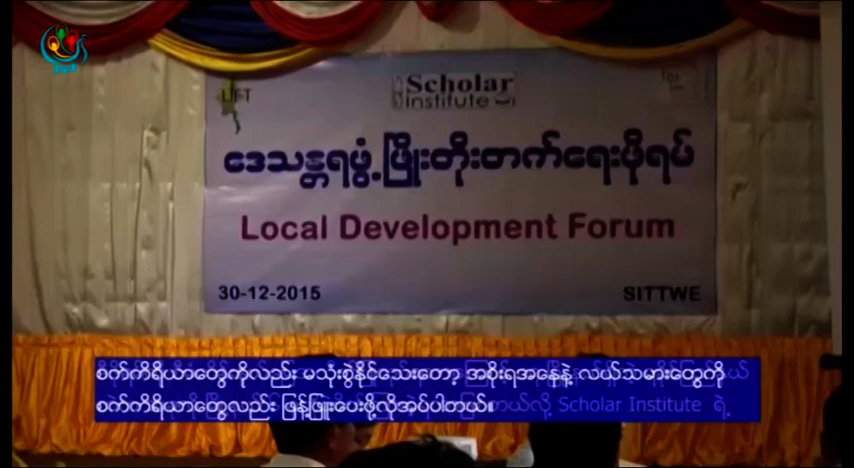 LIFT
Scholar
Institute
ဒေသန္တရဖွံ့ဖြိုးတိုးတက်ရေးဖိုရမ်
Local Development Forum
30-12-2015 SITTWE
စက်ကိရိယာတွေကိုလည်း မသုံးစွဲနိုင်သေးတော့ အစိုးရအနေနဲ့ လယ်သမားတွေကို
စက်ကိရိယာတွေလည်း ဖြန့်ဖြူးပေးဖို့လိုအပ်ပါတယ်။ Scholar Institute ရဲ့